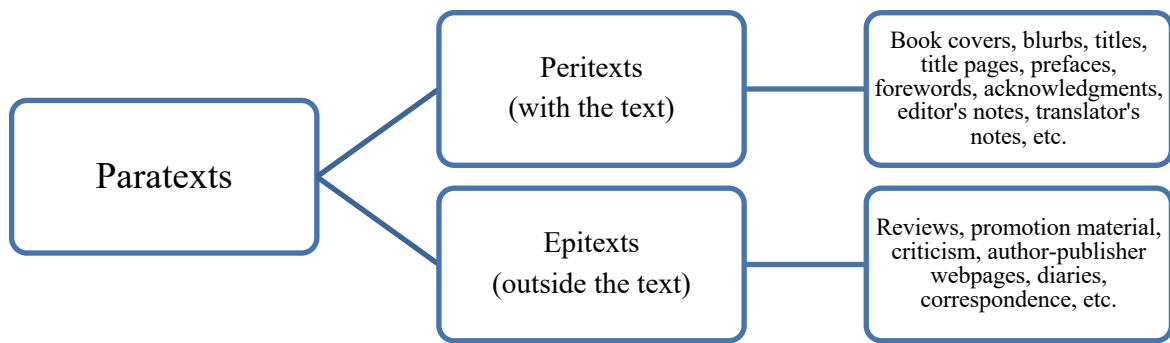 Paratexts
Peritexts
(with the text)
Book covers, blurbs, titles,
title pages, prefaces,
forewords, acknowledgments,
editor's notes, translator's
notes, etc.
Epitexts
(outside the text)
Reviews, promotion material,
criticism, author-publisher
webpages, diaries,
correspondence, etc.